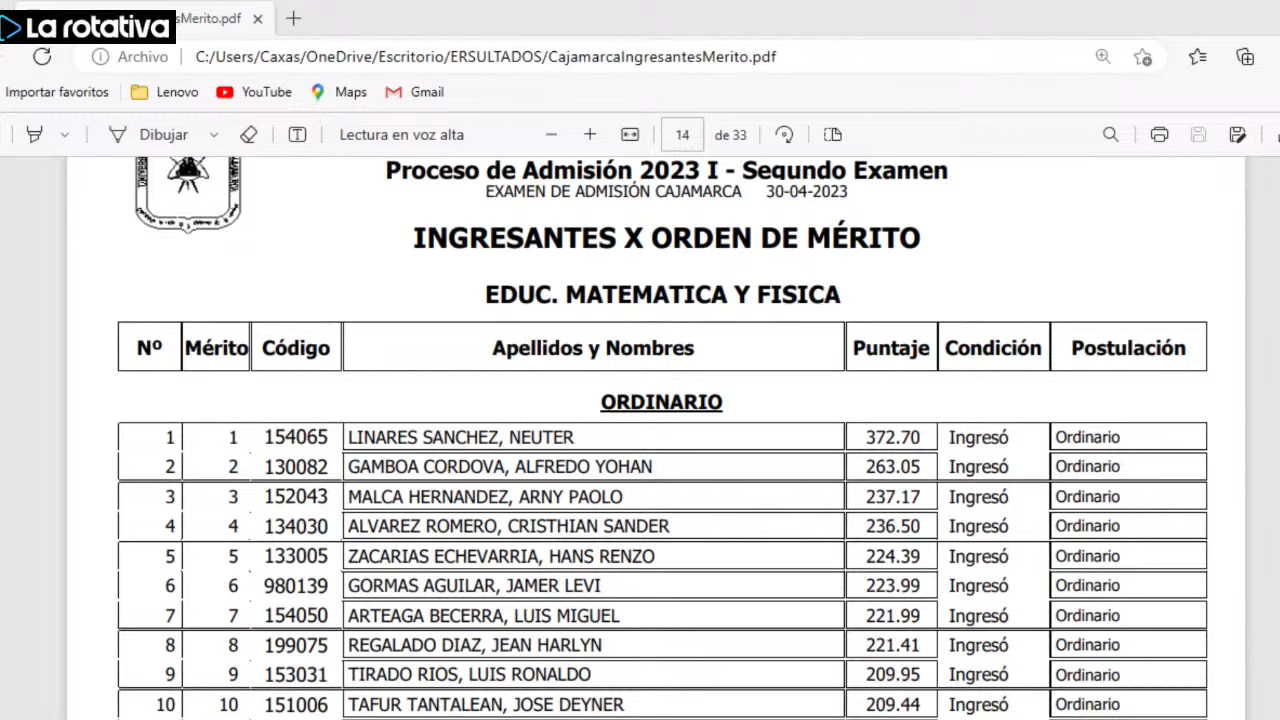 La rotativa
sMerito.pdf
Archivo C:/Users/Caxas/OneDrive/Escritorio/ERSULTADOS/CajamarcaIngresantesMerito.pdf
Importar favoritos Lenovo YouTube Maps Gmail
Dibujar Lectura en voz alta 14 de 33
Proceso de Admisión 2023 I - Segundo Examen
EXAMEN DE ADMISIÓN CAJAMARCA 30-04-2023
INGRESANTES X ORDEN DE MÉRITO
EDUC. MATEMATICA Y FISICA
Nº Mérito Código Apellidos y Nombres Puntaje Condición Postulación
ORDINARIO
1 1 154065 LINARES SANCHEZ, NEUTER 372.70 Ingresó Ordinario
2 2 130082 GAMBOA CORDOVA, ALFREDO YOHAN 263.05 Ingresó Ordinario
3 3 152043 MALCA HERNANDEZ, ARNY PAOLO 237.17 Ingresó Ordinario
4 4 134030 ALVAREZ ROMERO, CRISTHIAN SANDER 236.50 Ingresó Ordinario
5 5 133005 ZACARIAS ECHEVARRIA, HANS RENZO 224.39 Ingresó Ordinario
6 6 980139 GORMAS AGUILAR, JAMER LEVI 223.99 Ingresó Ordinario
7 7 154050 ARTEAGA BECERRA, LUIS MIGUEL 221.99 Ingresó Ordinario
8 8 199075 REGALADO DIAZ, JEAN HARLYN 221.41 Ingresó Ordinario
9 9 153031 TIRADO RIOS, LUIS RONALDO 209.95 Ingresó Ordinario
10 10 151006 TAFUR TANTALEAN, JOSE DEYNER 209.44 Ingresó Ordinario